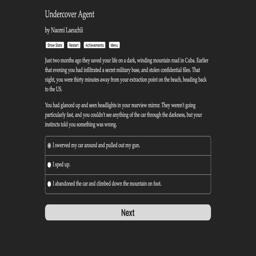 Undercover Agent
by Naomi Laeuchli
Show Stats Restart Achievements Menu
Just two months ago they saved your life on a dark, winding mountain road in Cuba. Earlier
that evening you had infiltrated a secret military base, and stolen confidential files. That
night, you were thirty minutes away from your extraction point on the beach, heading back
to the US.
You had glanced up and seen headlights in your rearview mirror. They weren't going
particularly fast, and you couldn't see anything of the car through the darkness, but your
instincts told you something was wrong.
I swerved my car around and pulled out my gun.
I sped up.
I abandoned the car and climbed down the mountain on foot.
Next